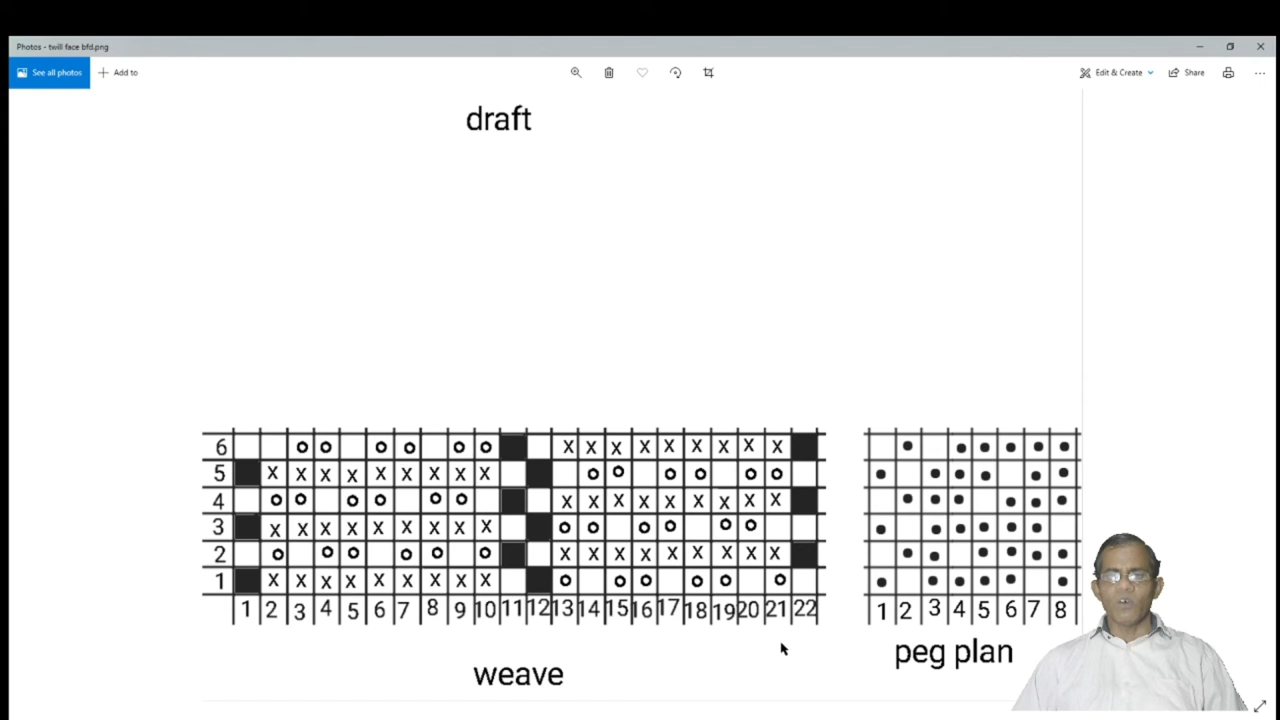 Photos - twill face bfd.png
See all photos
Add to
Edit & Create
Share
draft
6 o o o o o o x x x x x x x x x
5 x x x x x x x x x o o o o o o
4 o o o o o o x x x x x x x x x
3 x x x x x x x x x o o o o o o
2 o o o o o o x x x x x x x x x
1 x x x x x x x x x o o o o o o
1 2 3 4 5 6 7 8 9 10 11 12 13 14 15 16 17 18 19 20 21 22
1 2 3 4 5 6 7 8
weave
peg plan